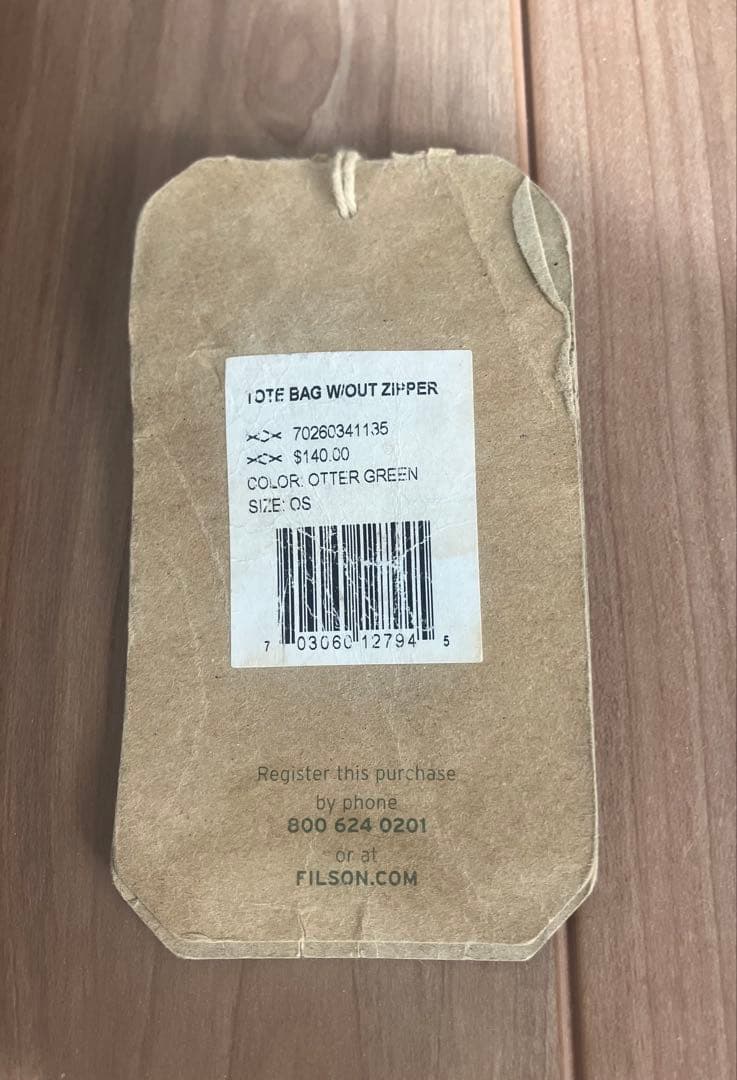 TOTE BAG W/OUT ZIPPER
70260341135
$140.00
COLOR: OTTER GREEN
SIZE: OS
7 03060 12794 5
Register this purchase
by phone
800 624 0201
or at
FILSON.COM